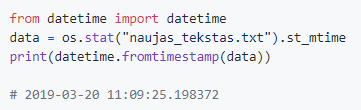 from datetime import datetime
data = os.stat("naujas_tekstas.txt").st_mtime
print(datetime.fromtimestamp(data))
# 2019-03-20 11:09:25.198372